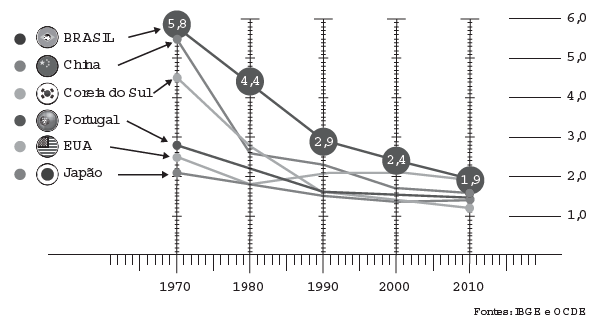 BRASIL
China
Coreia do Sul
Portugal
EUA
Japão
5,8
4,4
2,9
2,4
1,9
6,0
5,0
4,0
3,0
2,0
1,0
1970 1980 1990 2000 2010
Fontes: IBGE e OCDE